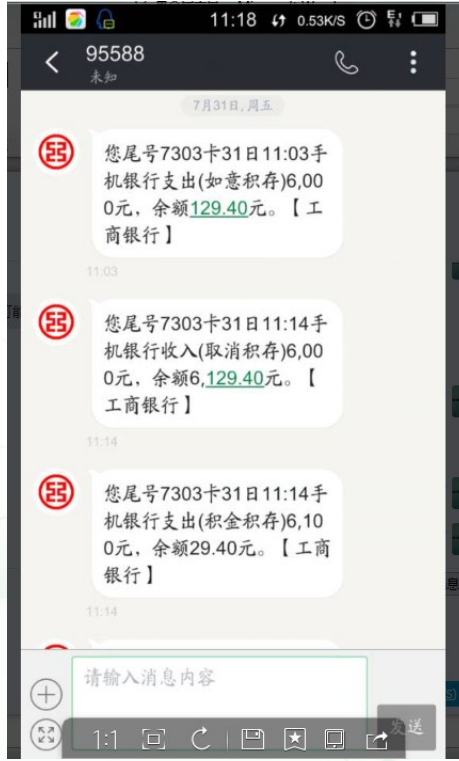 11:18 0.53K/S
95588
未知
7月31日,周五
您尾号7303卡31日11:03手
机银行支出(如意积存)6,00
0元，余额129.40元。【工
商银行】
11:03
您尾号7303卡31日11:14手
机银行收入(取消积存)6,00
0元，余额6,129.40元。【
工商银行】
11:14
您尾号7303卡31日11:14手
机银行支出(积金积存)6,10
0元，余额29.40元。【工商
银行】
11:14
请输入消息内容
发送
1:1